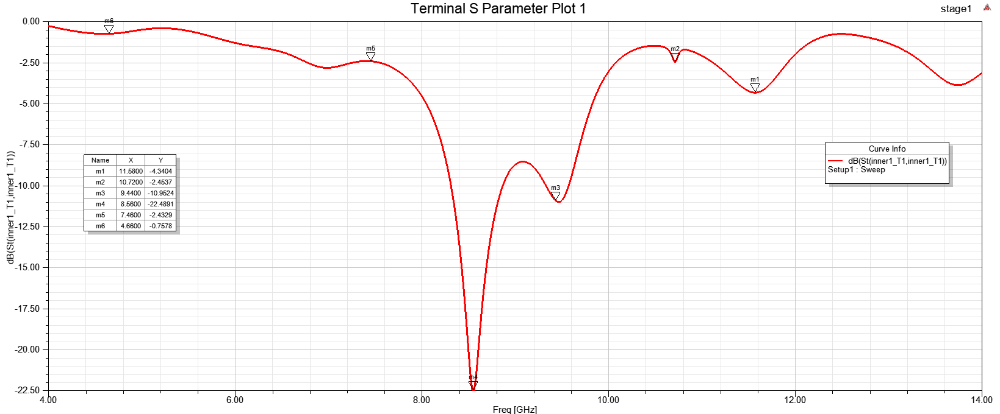 Terminal S Parameter Plot 1
stage1
0.00
-2.50
-5.00
-7.50
-10.00
-12.50
-15.00
-17.50
-20.00
-22.50
dB(St(inner1_T1,inner1_T1))
m6
m5
m2
m1
m3
m4
Name X Y
m1 11.5800 -4.3404
m2 10.7200 -2.4537
m3 9.4400 -10.9524
m4 8.5600 -22.4891
m5 7.4600 -2.4329
m6 4.6600 -0.7578
Curve Info
dB(St(inner1_T1,inner1_T1))
Setup1 : Sweep
4.00 6.00 8.00 10.00 12.00 14.00
Freq [GHz]